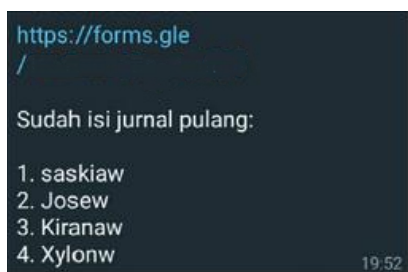 https://forms.gle
/
Sudah isi jurnal pulang:
1. saskiaw
2. Josew
3. Kiranaw
4. Xylonw
19:52